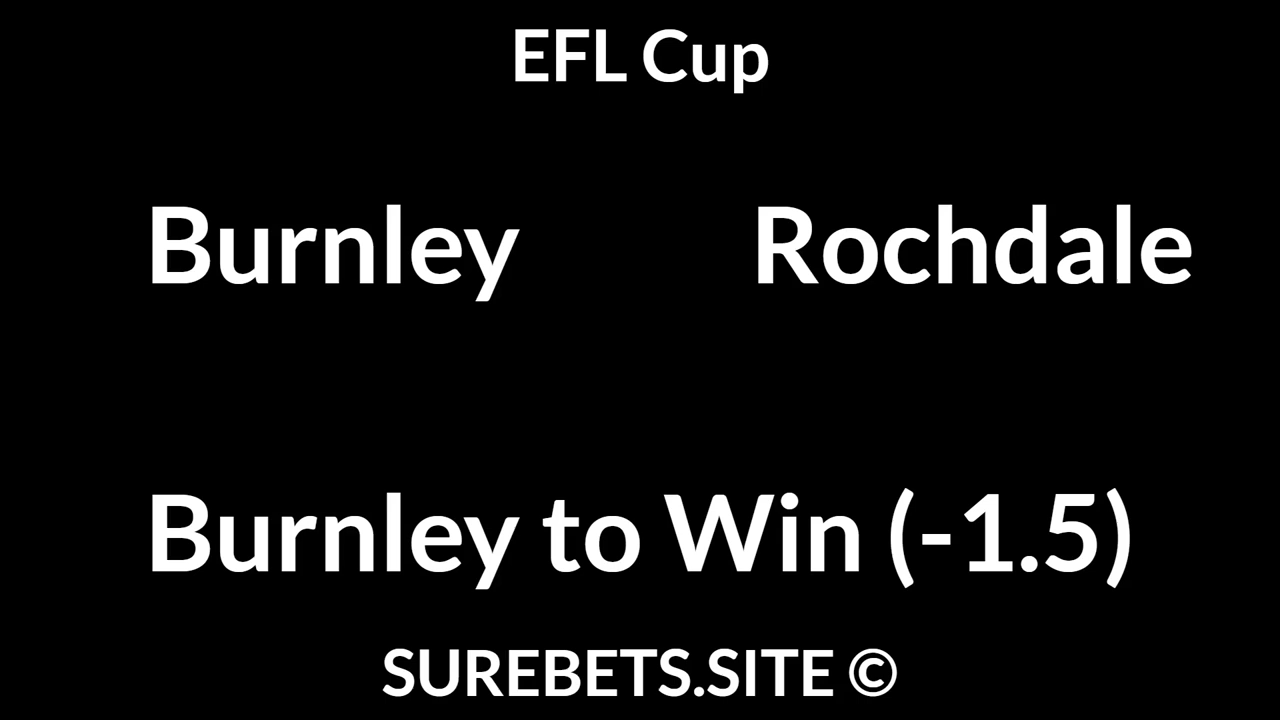 EFL Cup
Burnley Rochdale
Burnley to Win (-1.5)
SUREBETS.SITE ©